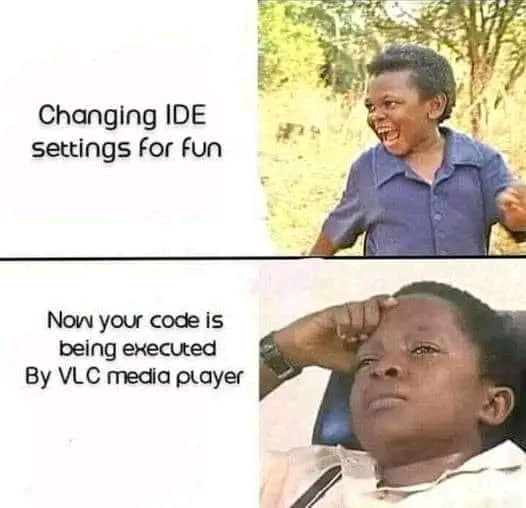 Changing IDE
settings for fun
Now your code is
being executed
By VLC media player